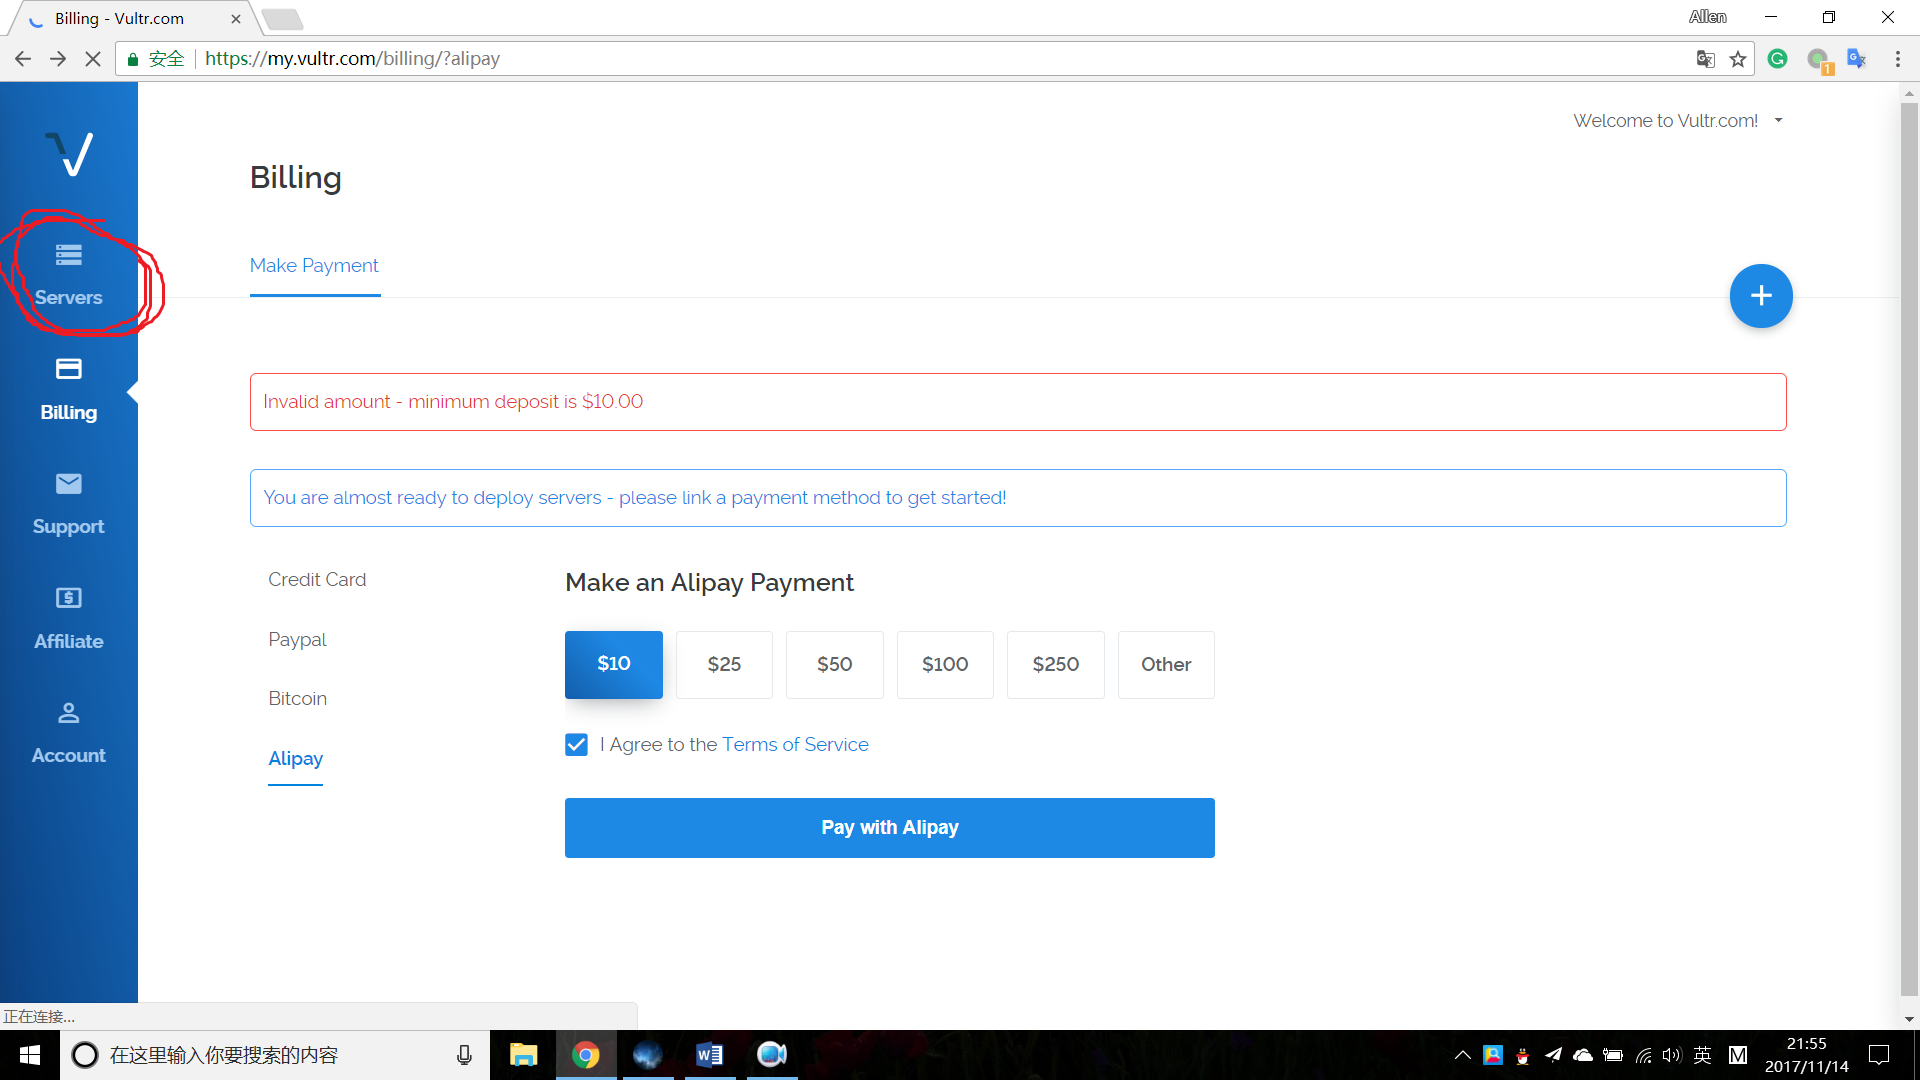 Billing - Vultr.com
Allen
安全
https://my.vultr.com/billing/?alipay
1
Welcome to Vultr.com!
Billing
Make Payment
Servers
Billing
Support
Affiliate
Account
Invalid amount - minimum deposit is $10.00
You are almost ready to deploy servers - please link a payment method to get started!
Credit Card
Paypal
Bitcoin
Alipay
Make an Alipay Payment
$10 $25 $50 $100 $250 Other
I Agree to the Terms of Service
Pay with Alipay
正在连接...
在这里输入你要搜索的内容
英 M
21:55
2017/11/14